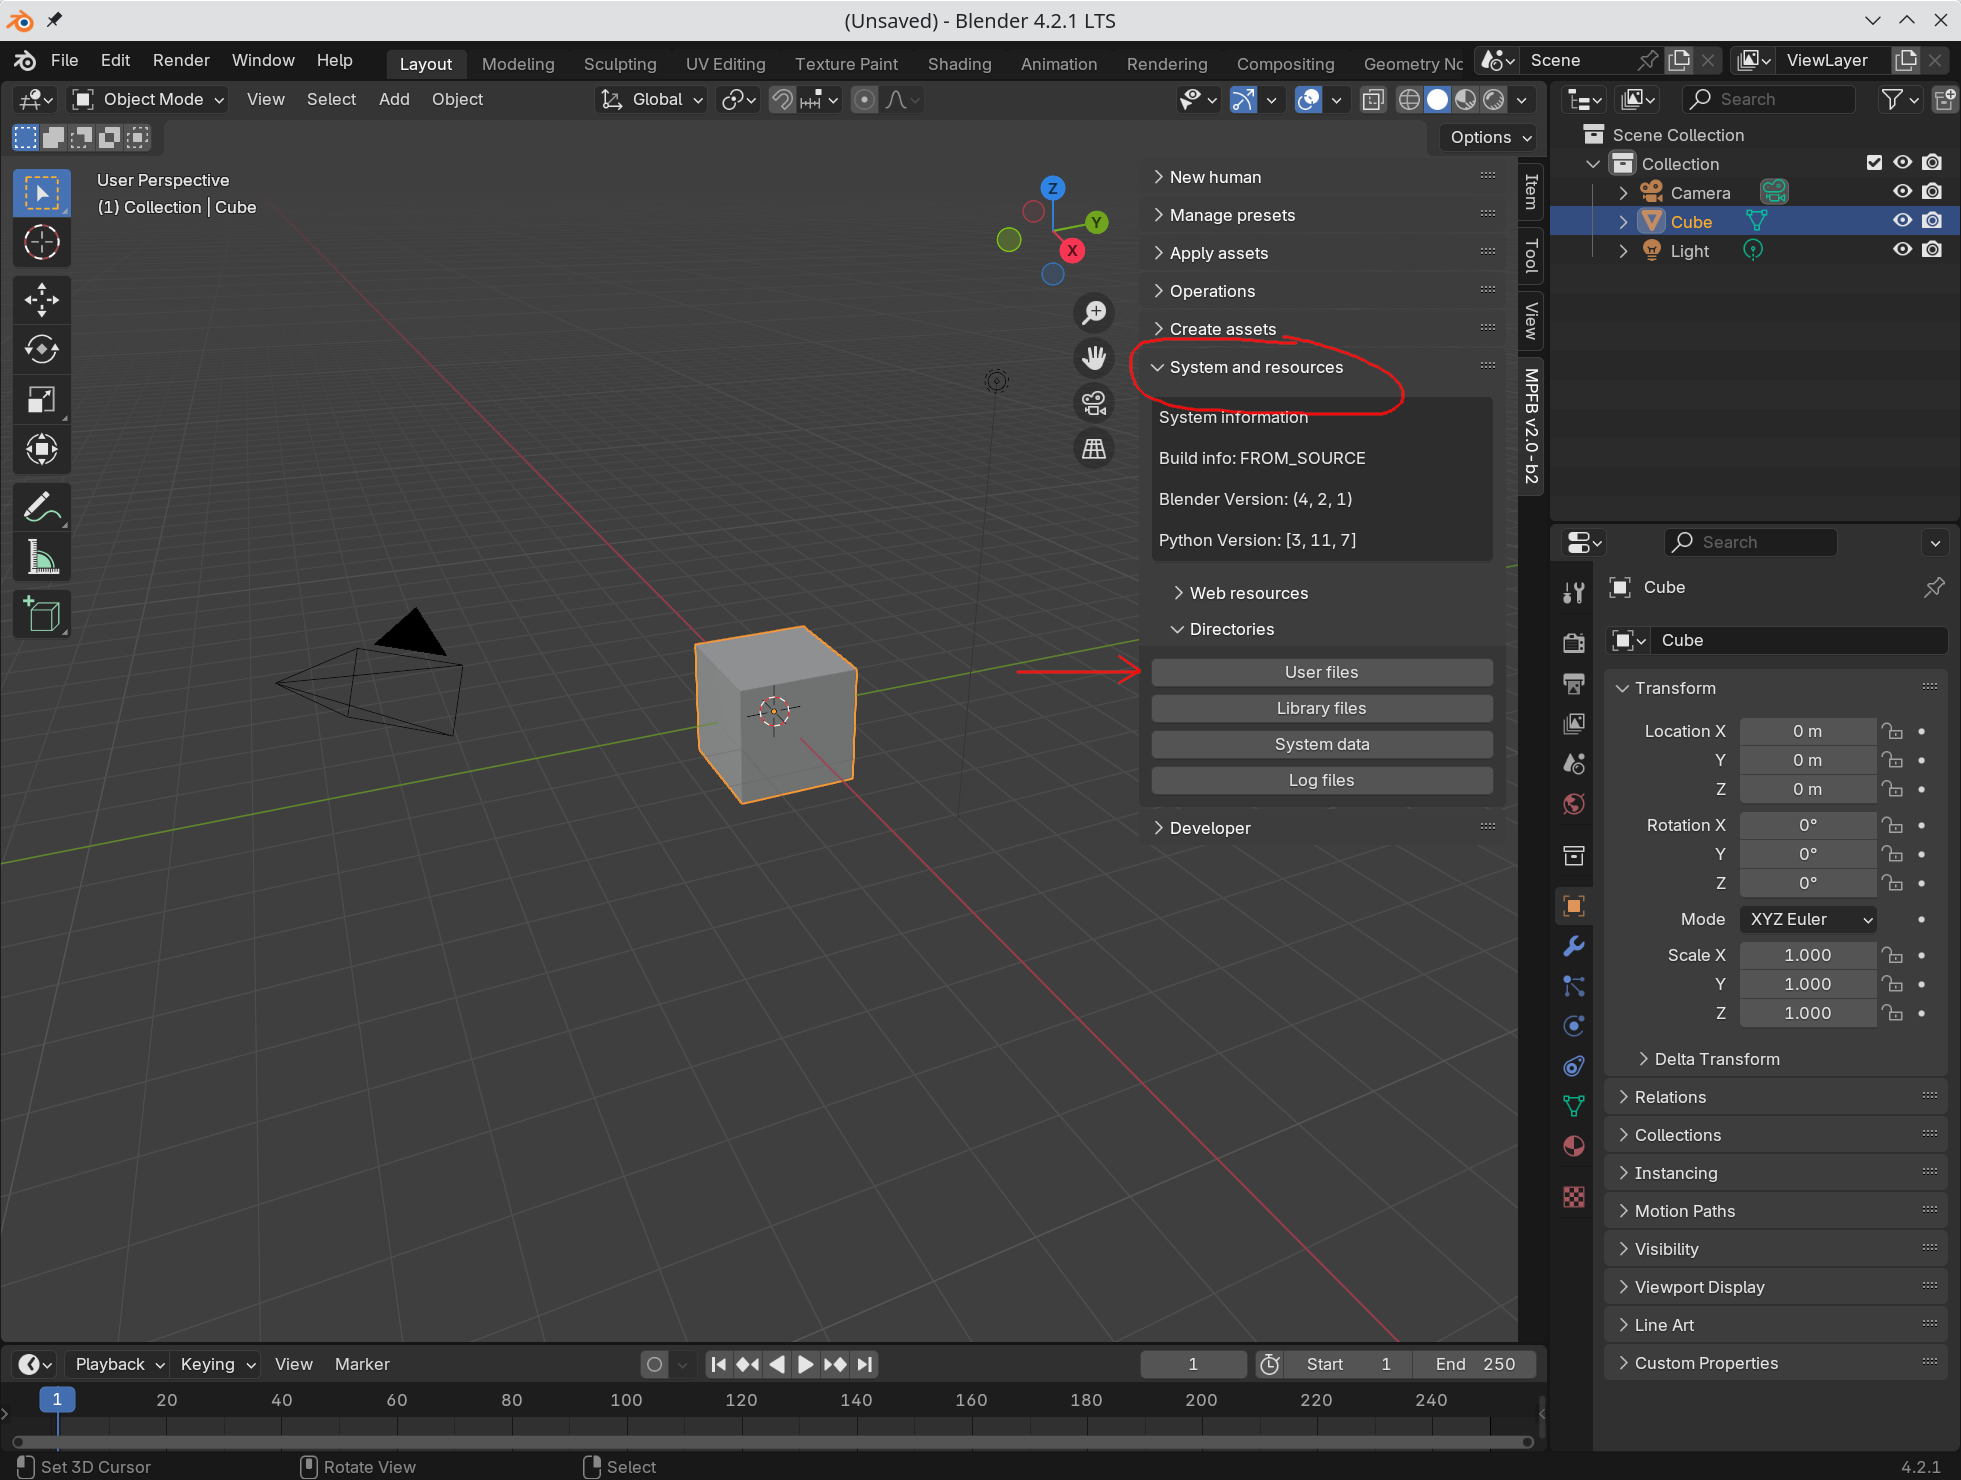 (Unsaved) - Blender 4.2.1 LTS
File Edit Render Window Help Layout Modeling Sculpting UV Editing Texture Paint Shading Animation Rendering Compositing Geometry No Scene ViewLayer
Object Mode View Select Add Object Global Search
Options
Scene Collection
Collection
Camera
Cube
Light
User Perspective
(1) Collection | Cube
Z
Y
X
New human
Manage presets
Apply assets
Operations
Create assets
System and resources
System information
Build info: FROM_SOURCE
Blender Version: (4, 2, 1)
Python Version: [3, 11, 7]
Web resources
Directories
User files
Library files
System data
Log files
Developer
Item
Tool
View
MPFB v2.0-b2
Search
Cube
Cube
Transform
Location X 0 m
Y 0 m
Z 0 m
Rotation X 0°
Y 0°
Z 0°
Mode XYZ Euler
Scale X 1.000
Y 1.000
Z 1.000
Delta Transform
Relations
Collections
Instancing
Motion Paths
Visibility
Viewport Display
Line Art
Custom Properties
Playback Keying View Marker 1 Start 1 End 250
1 20 40 60 80 100 120 140 160 180 200 220 240
Set 3D Cursor Rotate View Select 4.2.1